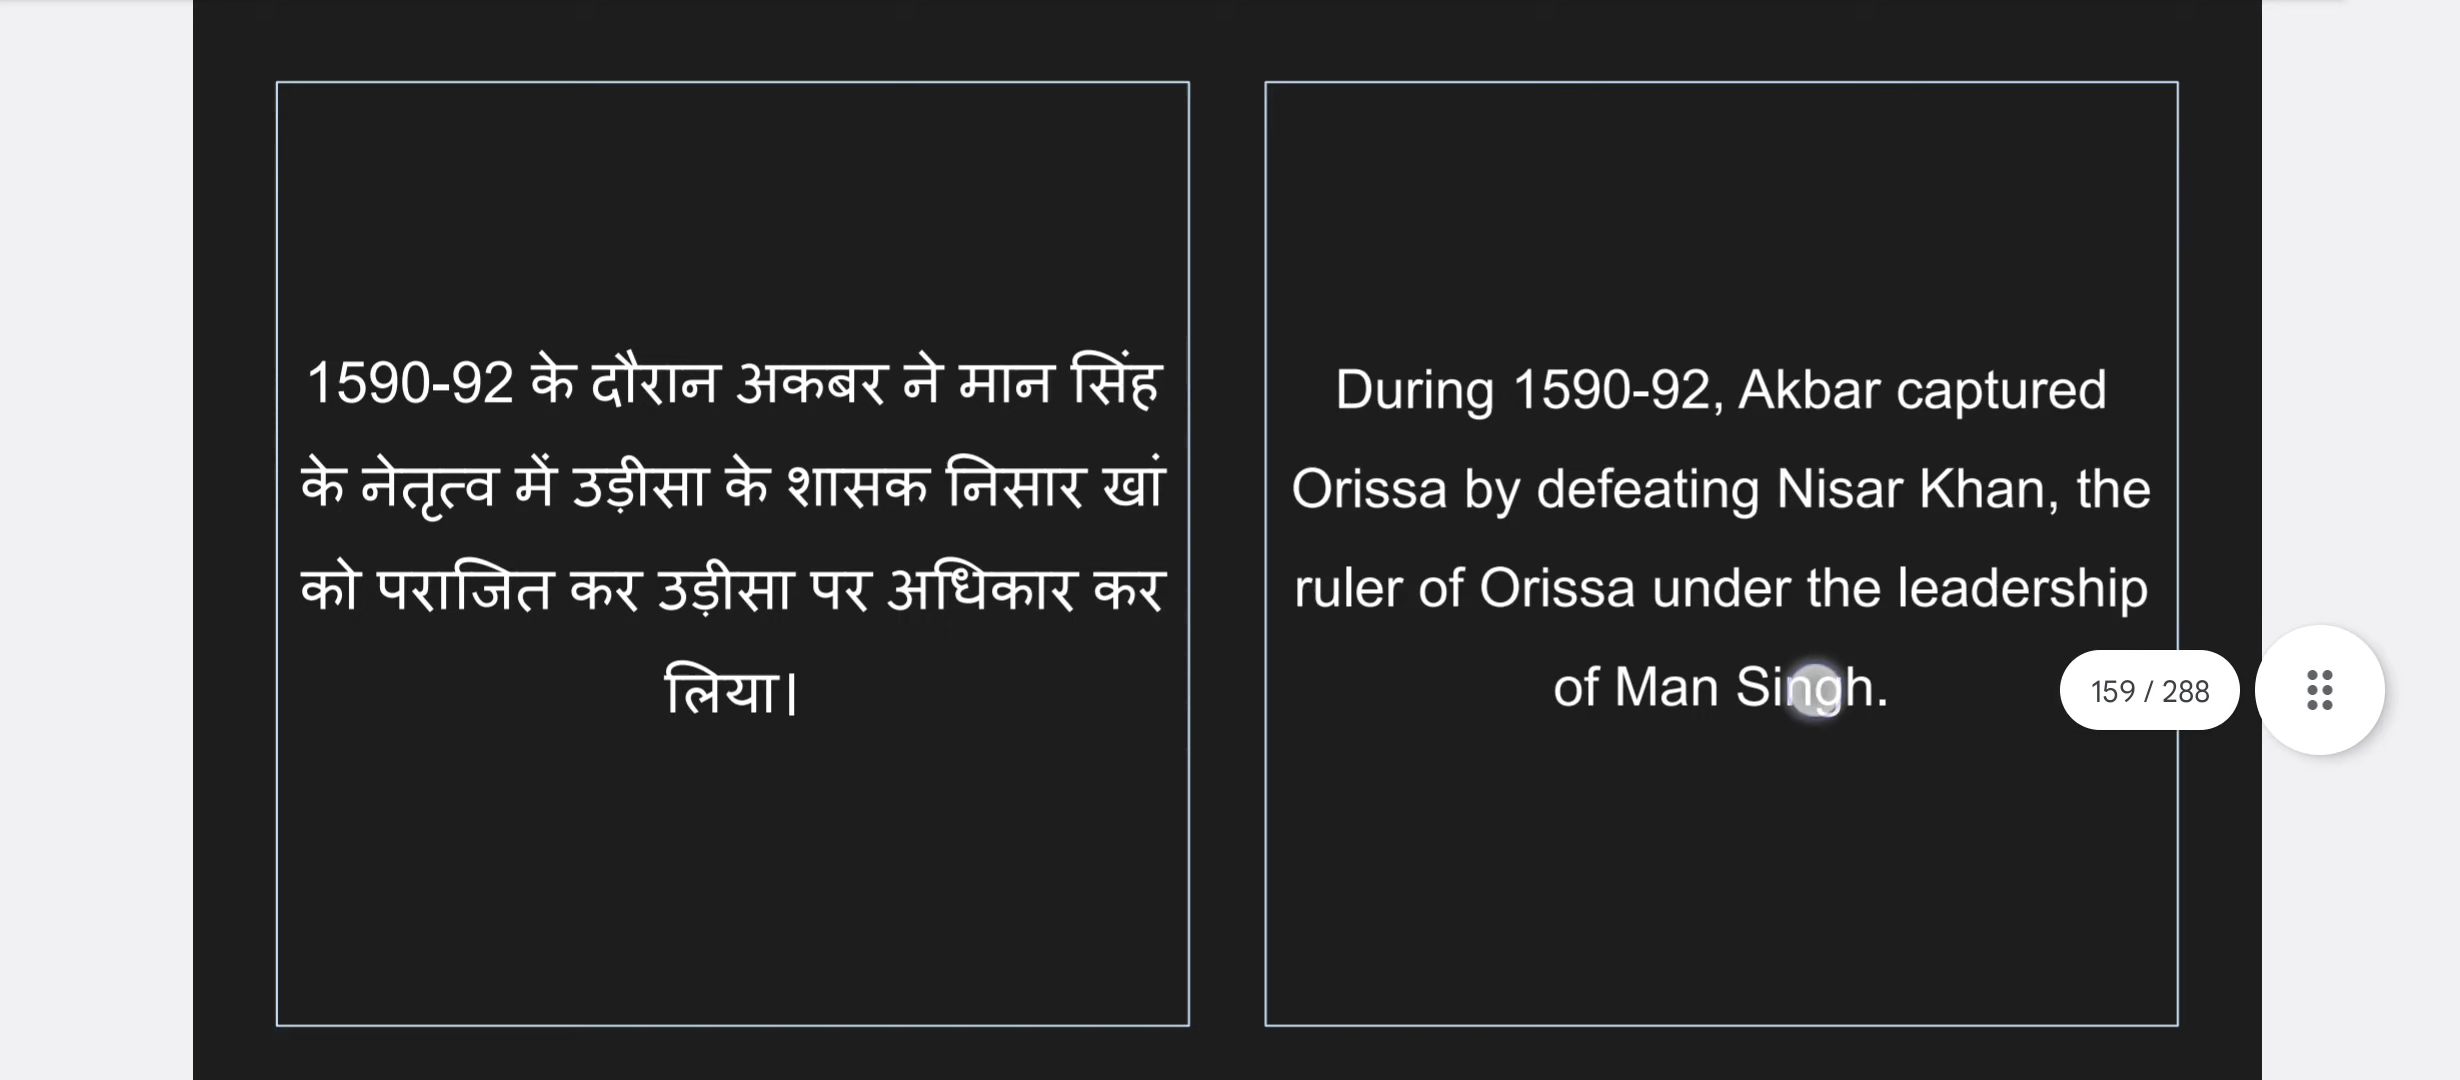 1590-92 के दौरान अकबर ने मान सिंह
के नेतृत्व में उड़ीसा के शासक निसार खां
को पराजित कर उड़ीसा पर अधिकार कर
लिया।
During 1590-92, Akbar captured
Orissa by defeating Nisar Khan, the
ruler of Orissa under the leadership
of Man Singh.
159 / 288